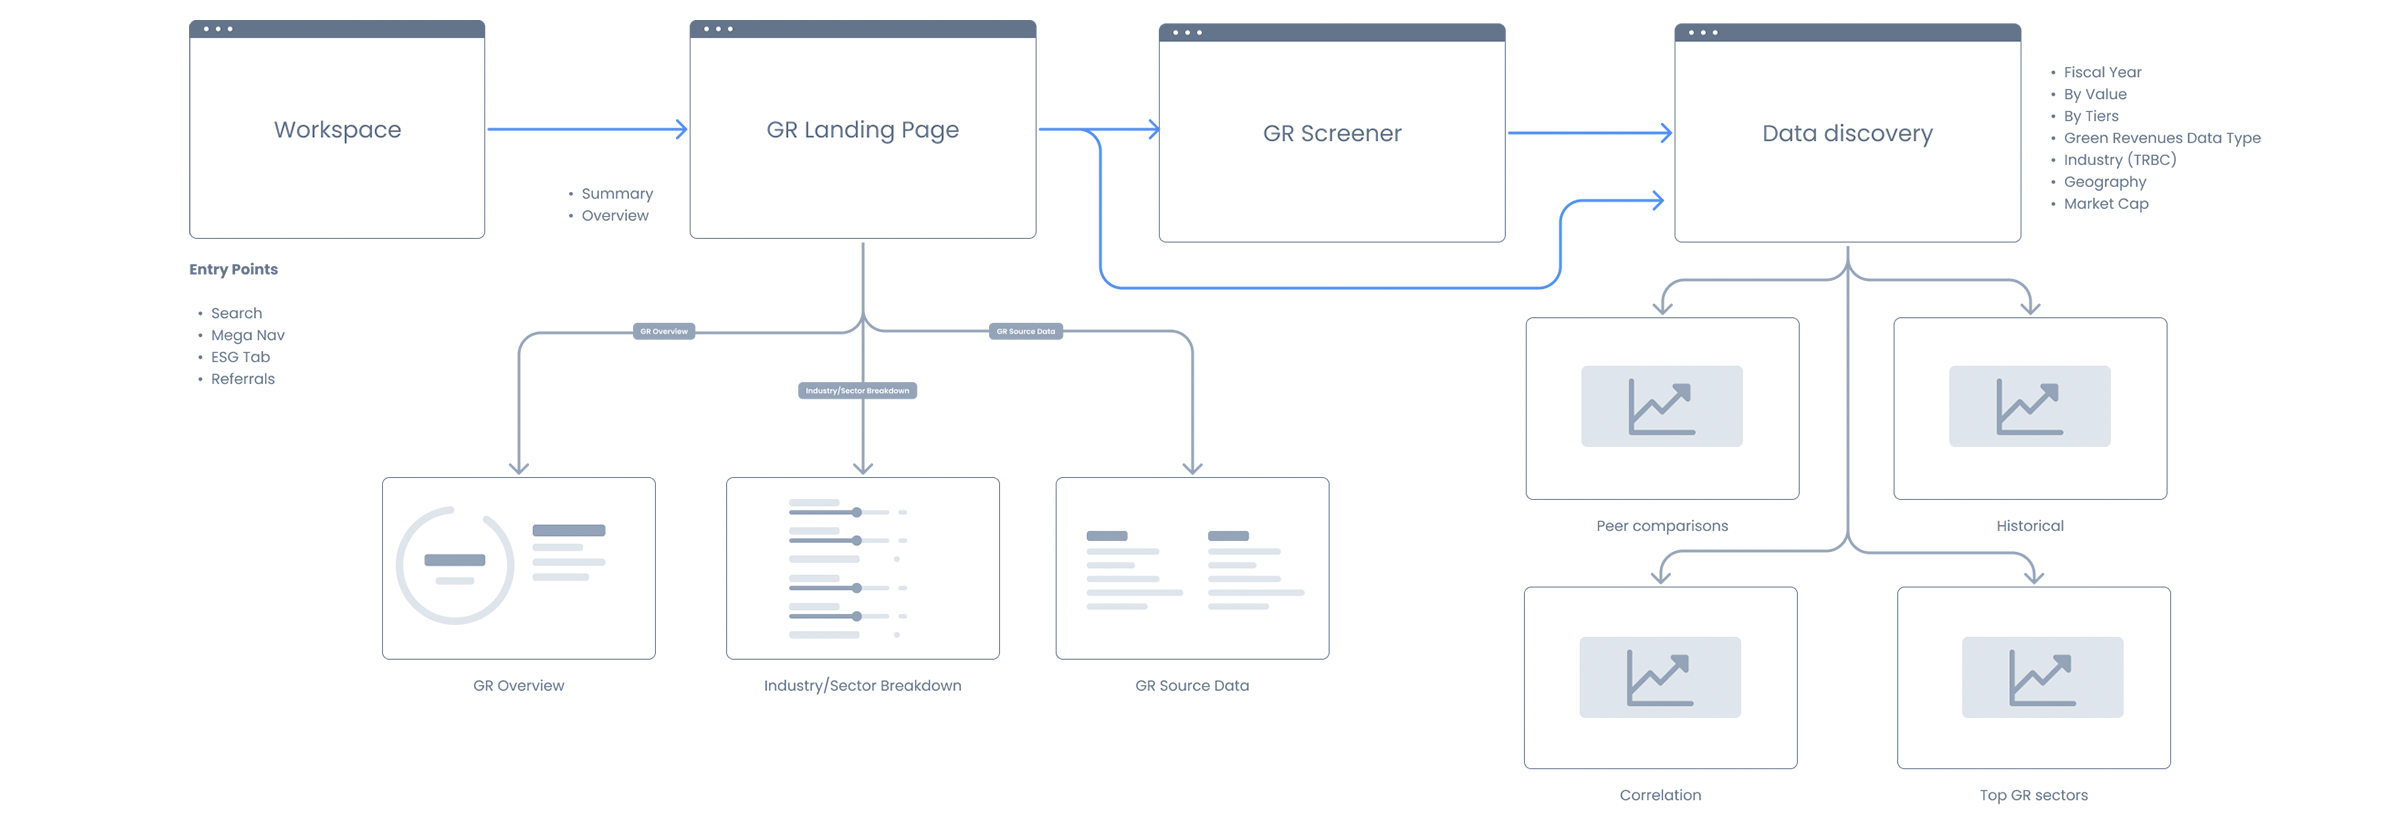 Workspace
GR Landing Page
GR Screener
Data discovery
• Fiscal Year
• By Value
• By Tiers
• Green Revenues Data Type
• Industry (TRBC)
• Geography
• Market Cap
• Summary
• Overview
Entry Points
• Search
• Mega Nav
• ESG Tab
• Referrals
GR Overview
GR Source Data
Industry/Sector Breakdown
GR Overview
Industry/Sector Breakdown
GR Source Data
Peer comparisons
Historical
Correlation
Top GR sectors